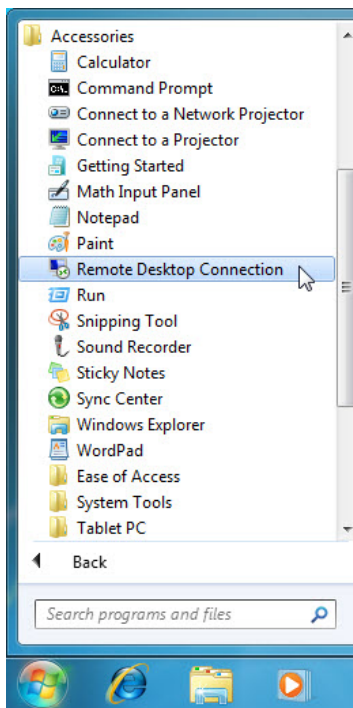 Accessories
Calculator
Command Prompt
Connect to a Network Projector
Connect to a Projector
Getting Started
Math Input Panel
Notepad
Paint
Remote Desktop Connection
Run
Snipping Tool
Sound Recorder
Sticky Notes
Sync Center
Windows Explorer
WordPad
Ease of Access
System Tools
Tablet PC
Back
Search programs and files